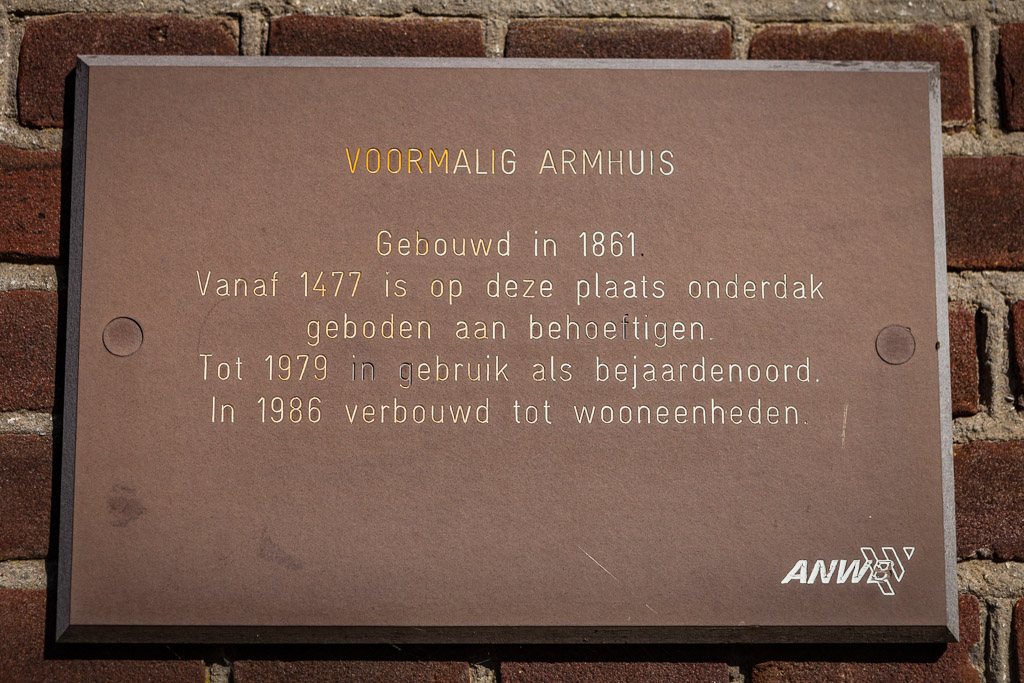 VOORMALIG ARMHUIS
Gebouwd in 1861.
Vanaf 1477 is op deze plaats onderdak
geboden aan behoeftigen.
Tot 1979 in gebruik als bejaardenoord.
In 1986 verbouwd tot wooneenheden.
ANWB